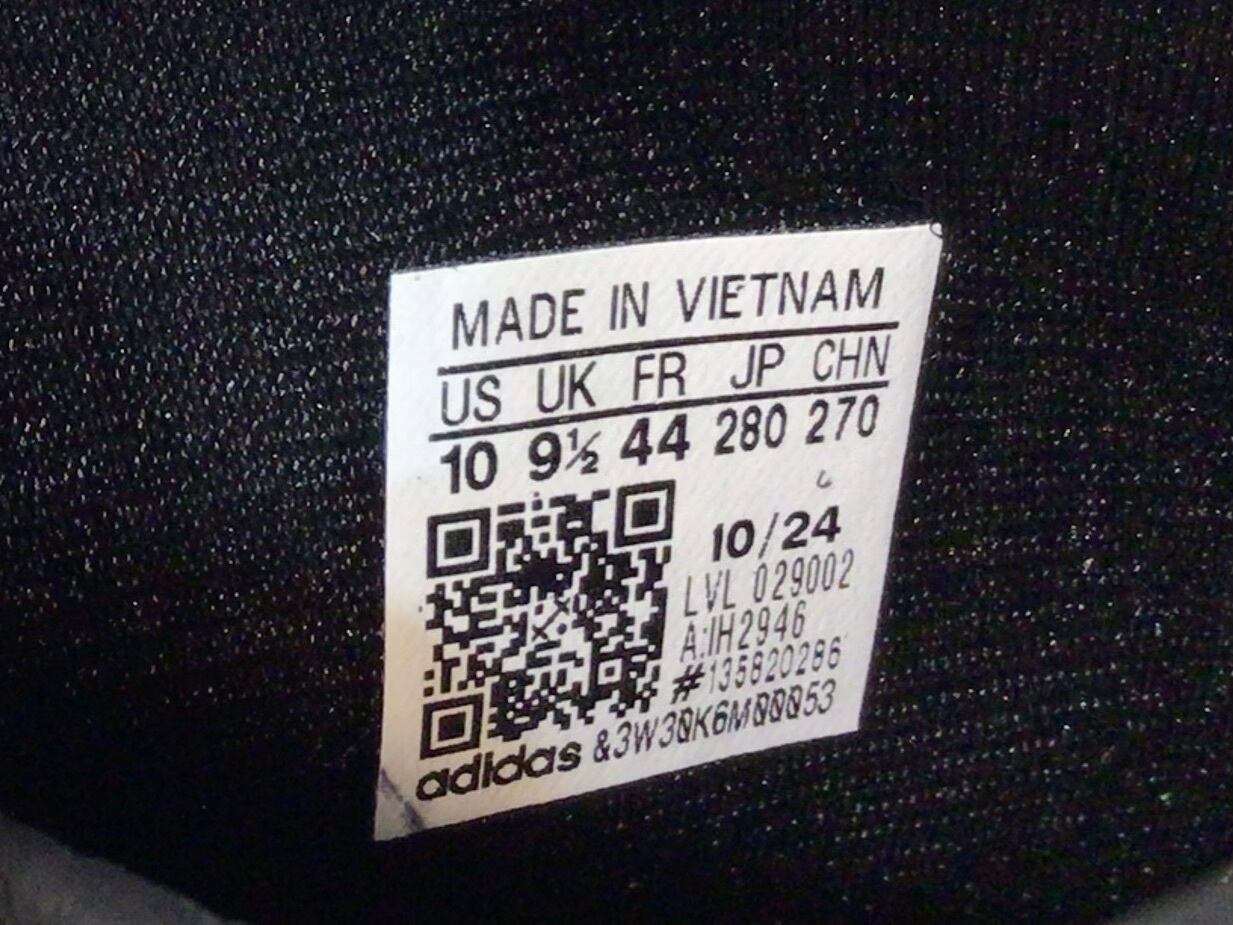 MADE IN VIETNAM
US UK FR JP CHN
10 9½ 44 280 270
10/24
LVL 029002
A:IH2946
#135820286
adidas &3W30K6M00053